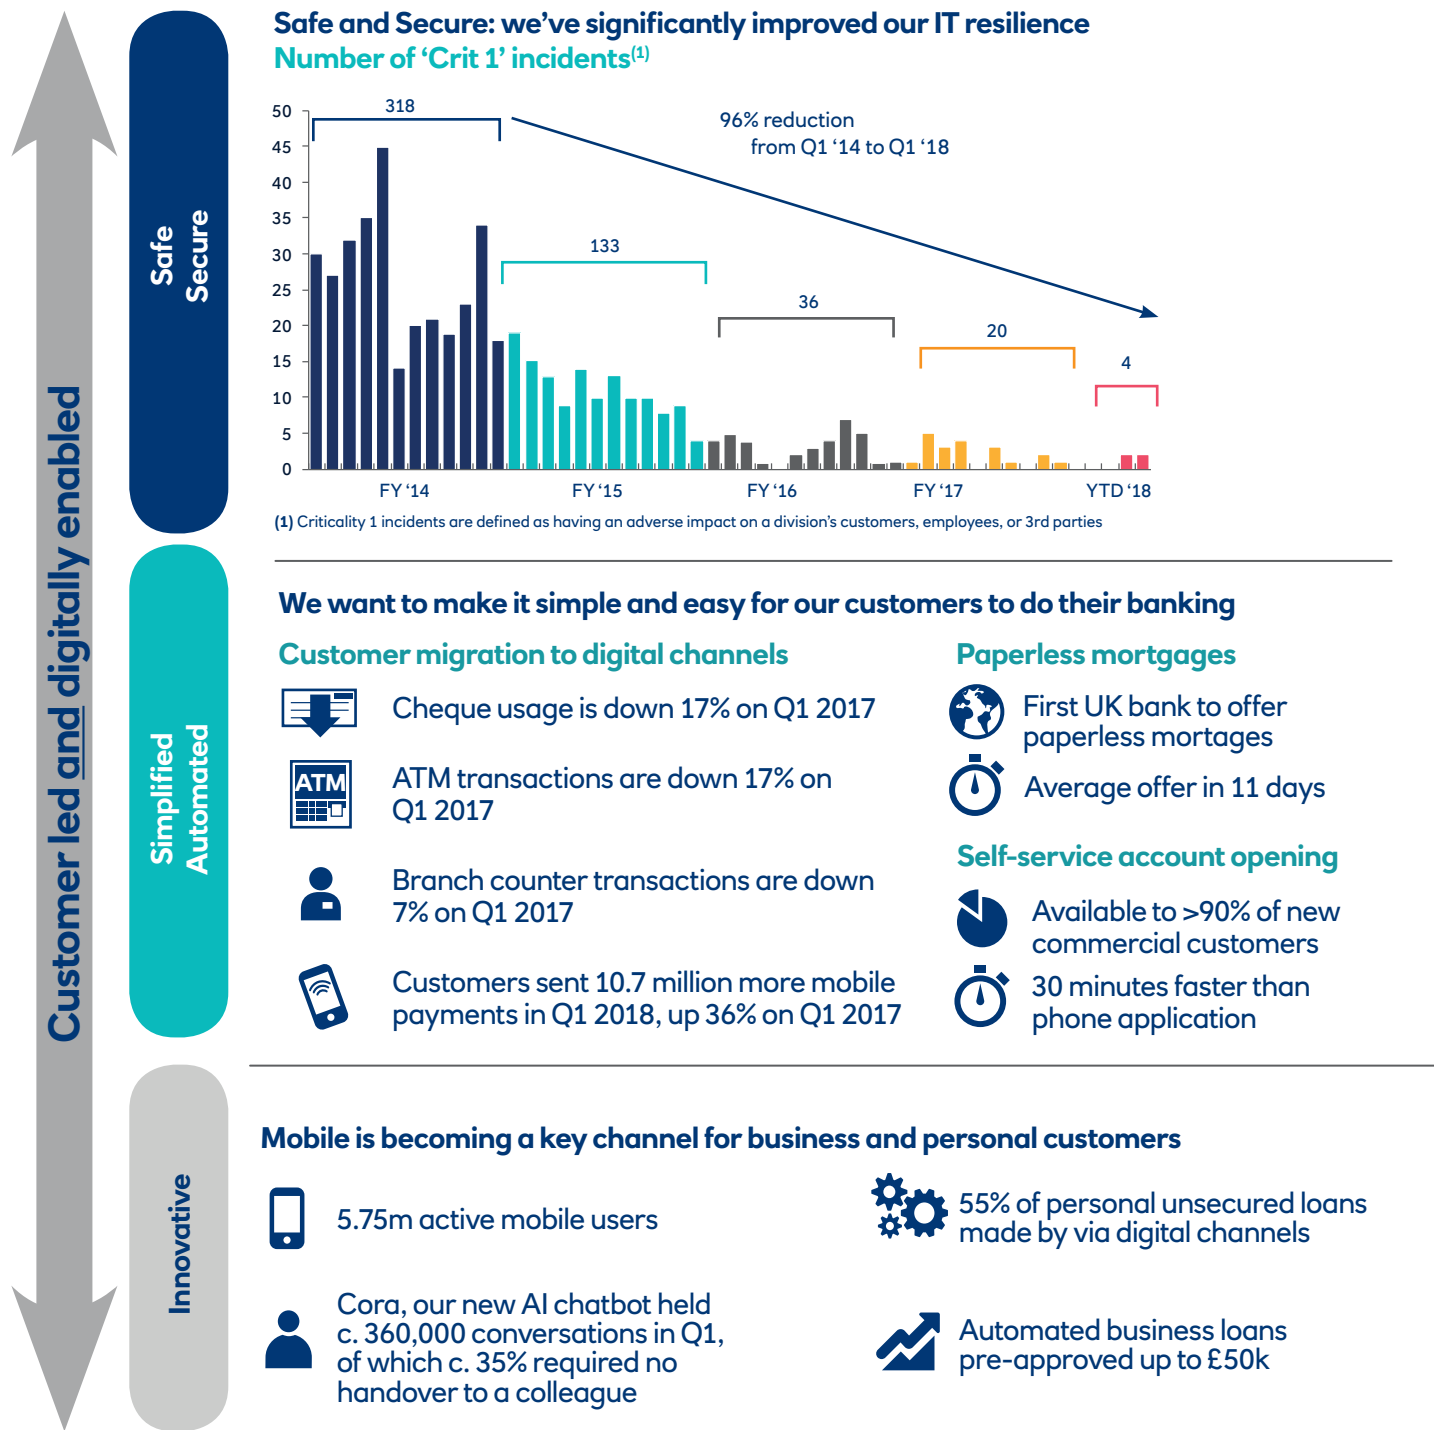 Customer led and digitally enabled
Safe
Secure
Safe and Secure: we’ve significantly improved our IT resilience
Number of ‘Crit 1’ incidents(1)
50
45
40
35
30
25
20
15
10
5
0
318
133
36
20
4
96% reduction
from Q1 ‘14 to Q1 ‘18
FY ‘14
FY ‘15
FY ‘16
FY ‘17
YTD ‘18
(1) Criticality 1 incidents are defined as having an adverse impact on a division’s customers, employees, or 3rd parties
Simplified
Automated
We want to make it simple and easy for our customers to do their banking
Customer migration to digital channels
Cheque usage is down 17% on Q1 2017
ATM
ATM transactions are down 17% on
Q1 2017
Branch counter transactions are down
7% on Q1 2017
Customers sent 10.7 million more mobile
payments in Q1 2018, up 36% on Q1 2017
Paperless mortgages
First UK bank to offer
paperless mortages
Average offer in 11 days
Self-service account opening
Available to >90% of new
commercial customers
30 minutes faster than
phone application
Innovative
Mobile is becoming a key channel for business and personal customers
5.75m active mobile users
Cora, our new AI chatbot held
c. 360,000 conversations in Q1,
of which c. 35% required no
handover to a colleague
55% of personal unsecured loans
made by via digital channels
Automated business loans
pre-approved up to £50k